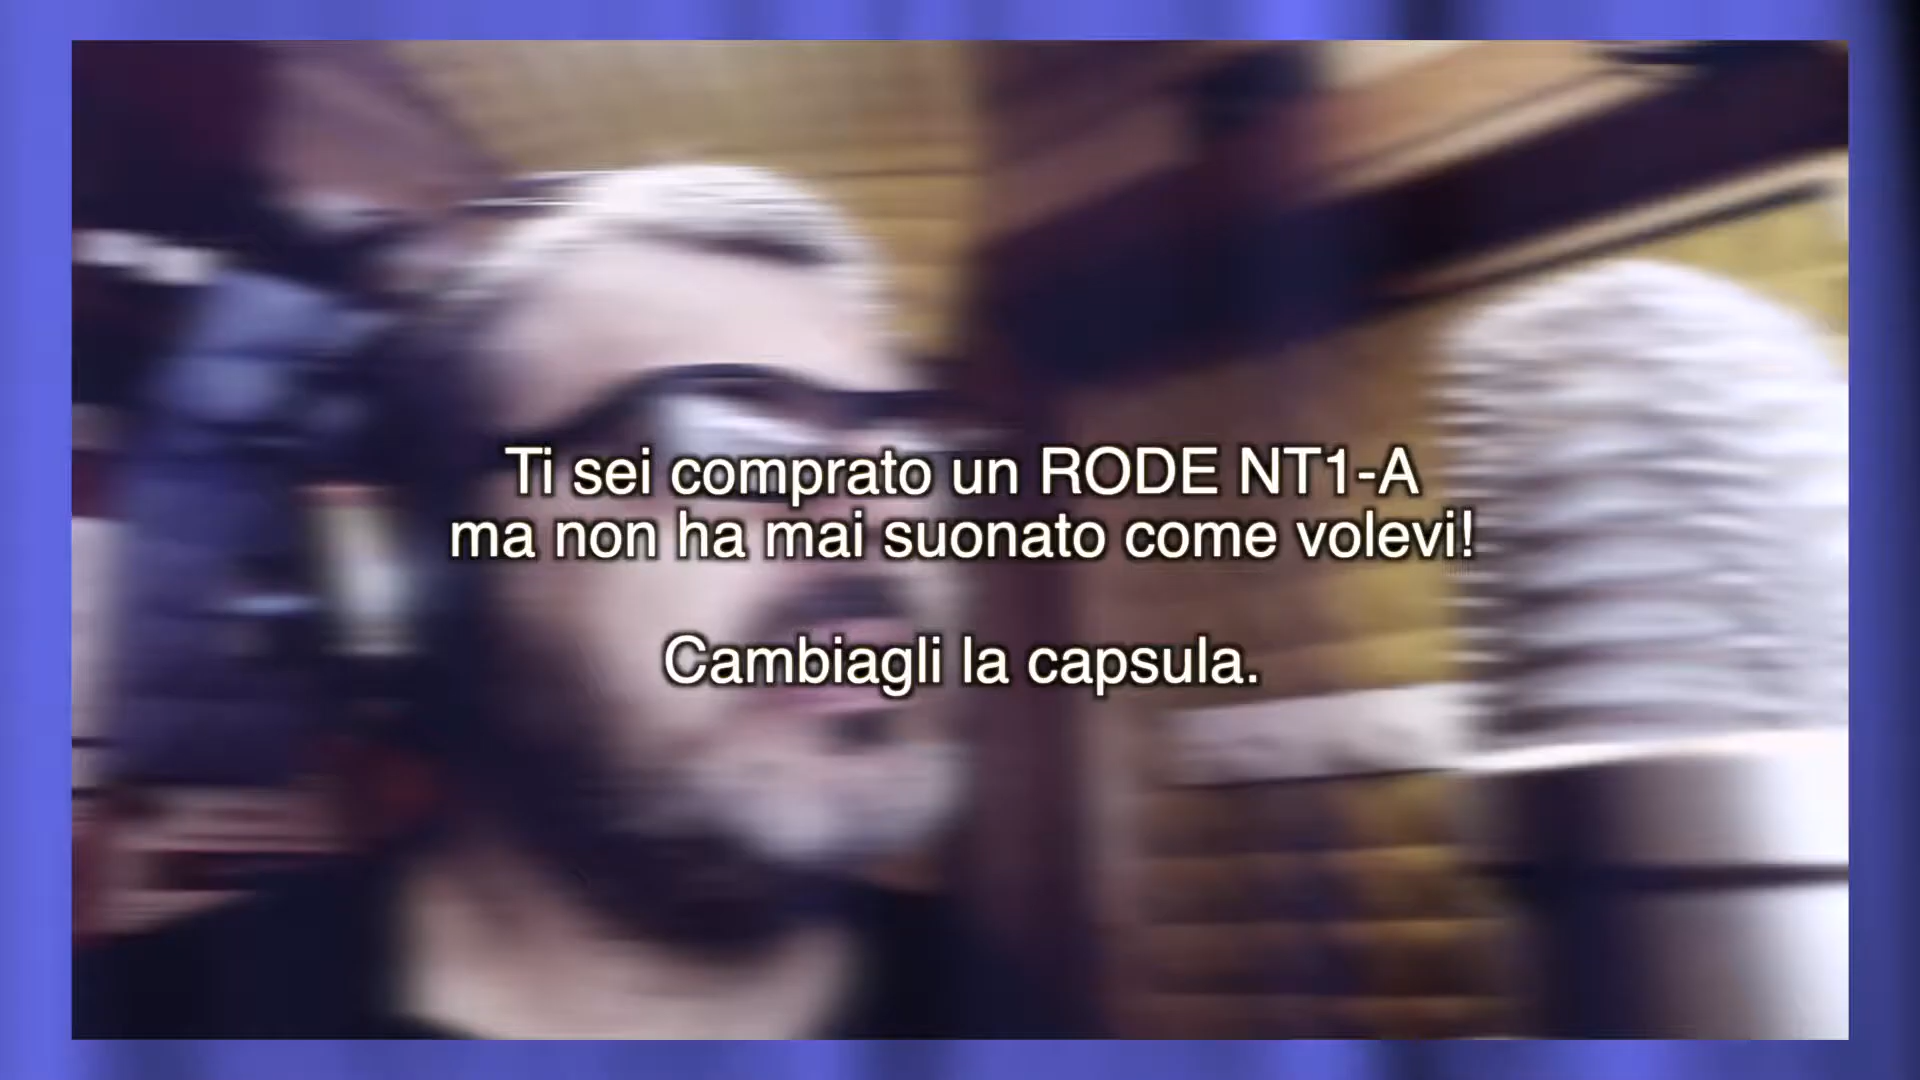 Ti sei comprato un RODE NT1-A
ma non ha mai suonato come volevi!
Cambiagli la capsula.